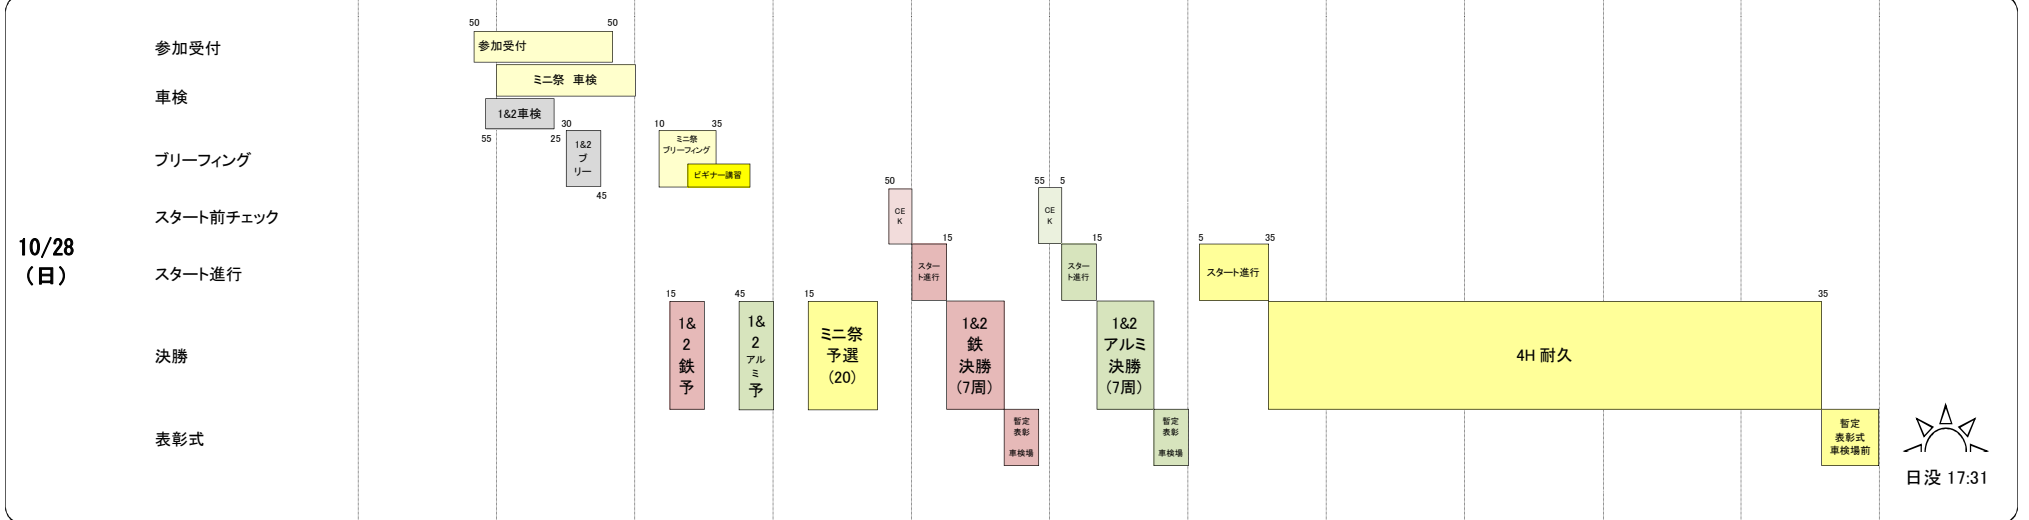 10/28
(日)
参加受付
50
50
参加受付
車検
ミニ祭 車検
1&2車検
55
25
ブリーフィング
30
1&2
ブ
リー
45
10
35
ミニ祭
ブリーフィング
ビギナー講習
スタート前チェック
50
CE
K
55
5
CE
K
スタート進行
15
スター
ト進行
15
スター
ト進行
5
35
スタート進行
決勝
15
1&
2
鉄
予
45
1&
2
アル
ミ
予
15
ミニ祭
予選
(20)
1&2
鉄
決勝
(7周)
1&2
アルミ
決勝
(7周)
4H 耐久
35
表彰式
暫定
表彰
車検場
暫定
表彰
車検場
暫定
表彰式
車検場前
日没 17:31